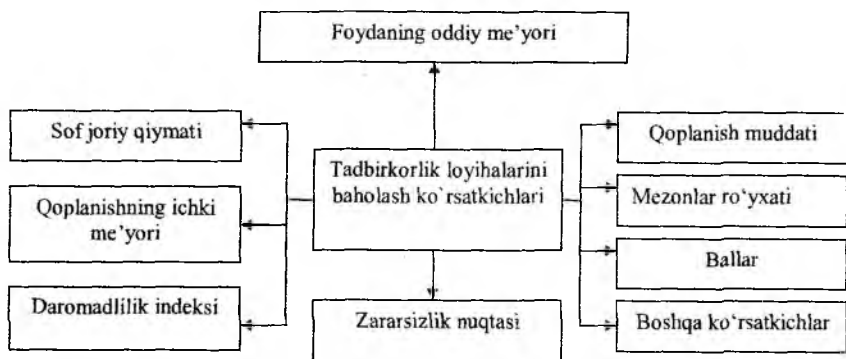 Foydaning oddiy me’yori
Sof joriy qiymati
Qoplanishning ichki
me’yori
Daromadlilik indeksi
Tadbirkorlik loyihalarini
baholash ko`rsatkichlari
Zararsizlik nuqtasi
Qoplanish muddati
Mezonlar ro‘yxati
Ballar
Boshqa ko‘rsatkichlar